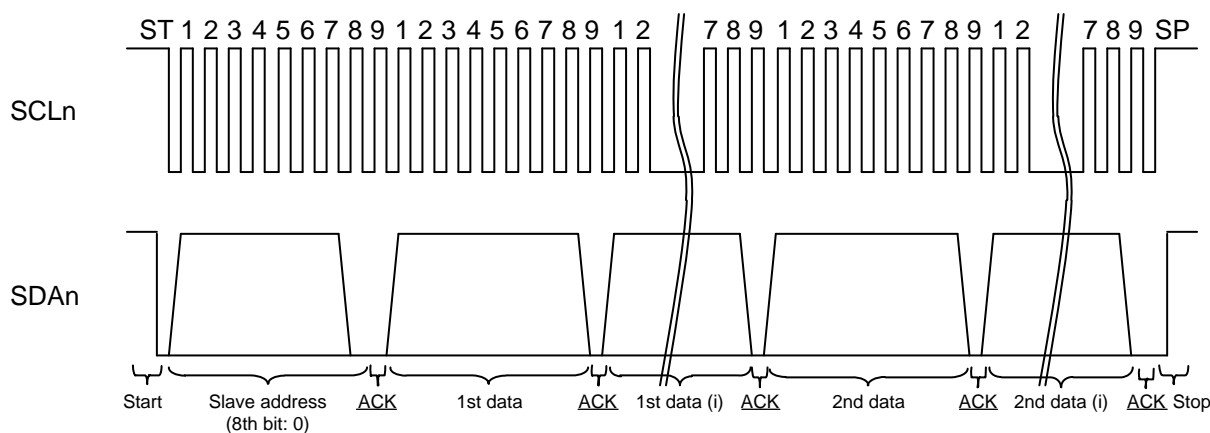 ST 1 2 3 4 5 6 7 8 9 1 2 3 4 5 6 7 8 9 1 2 7 8 9 1 2 3 4 5 6 7 8 9 1 2 7 8 9 SP
SCLn
SDAn
Start Slave address ACK 1st data ACK 1st data (i) ACK 2nd data ACK 2nd data (i) ACK Stop
(8th bit: 0)